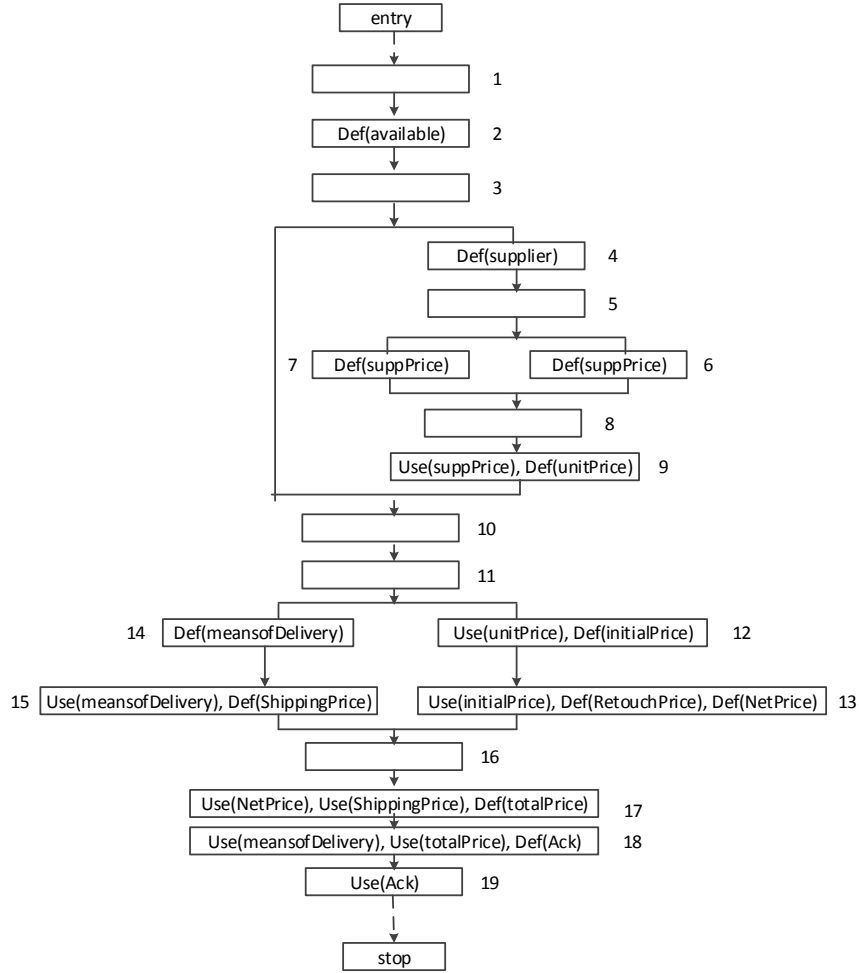 entry
1
Def(available) 2
3
Def(supplier) 4
5
7 Def(suppPrice) Def(suppPrice) 6
8
Use(suppPrice), Def(unitPrice) 9
10
11
14 Def(meansofDelivery) Use(unitPrice), Def(initialPrice) 12
15 Use(meansofDelivery), Def(ShippingPrice) Use(initialPrice), Def(RetouchPrice), Def(NetPrice) 13
16
Use(NetPrice), Use(ShippingPrice), Def(totalPrice) 17
Use(meansofDelivery), Use(totalPrice), Def(Ack) 18
Use(Ack) 19
stop